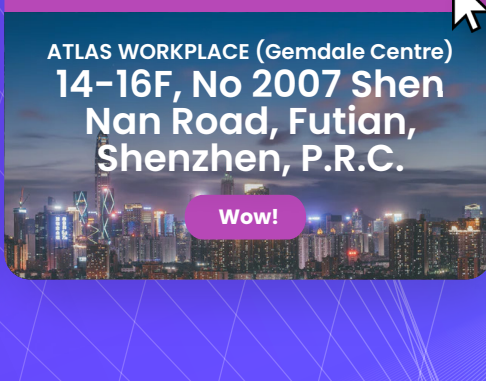 ATLAS WORKPLACE (Gemdale Centre)
14-16F, No 2007 Shen
Nan Road, Futian,
Shenzhen, P.R.C.
Wow!